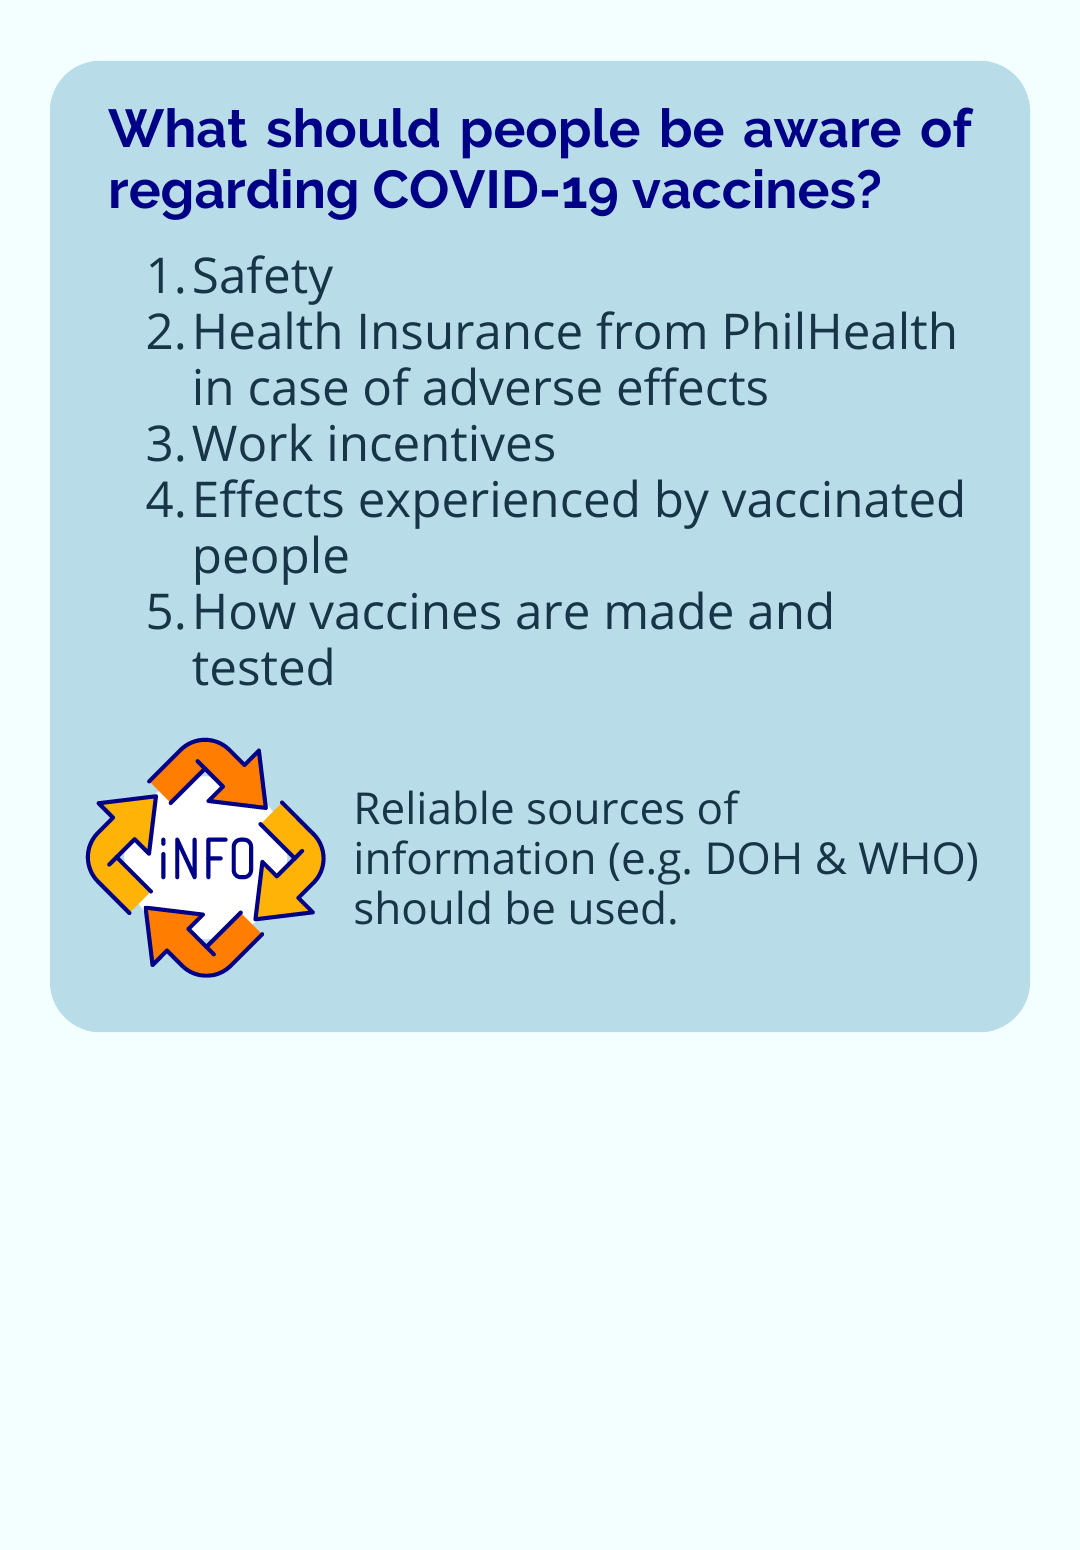 What should people be aware of
regarding COVID-19 vaccines?
1. Safety
2. Health Insurance from PhilHealth
in case of adverse effects
3. Work incentives
4. Effects experienced by vaccinated
people
5. How vaccines are made and
tested
iNFO
Reliable sources of
information (e.g. DOH & WHO)
should be used.